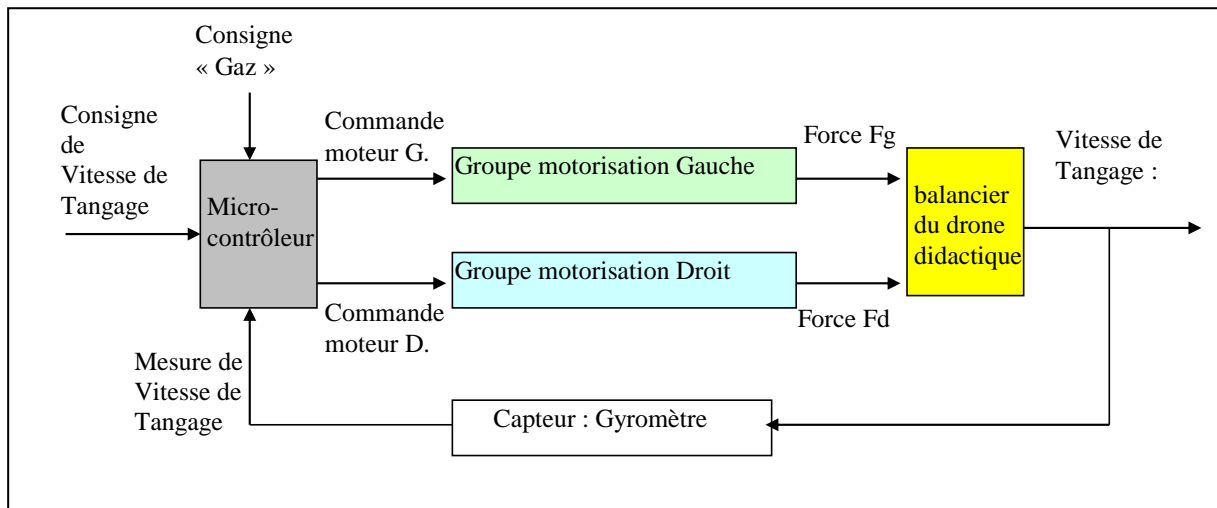 Consigne
« Gaz »
Consigne
de
Vitesse de
Tangage
Commande
moteur G.
Force Fg
Vitesse de
Tangage :
Groupe motorisation Gauche
Micro-
contrôleur
balancier
du drone
didactique
Groupe motorisation Droit
Commande
moteur D.
Force Fd
Mesure de
Vitesse de
Tangage
Capteur : Gyromètre